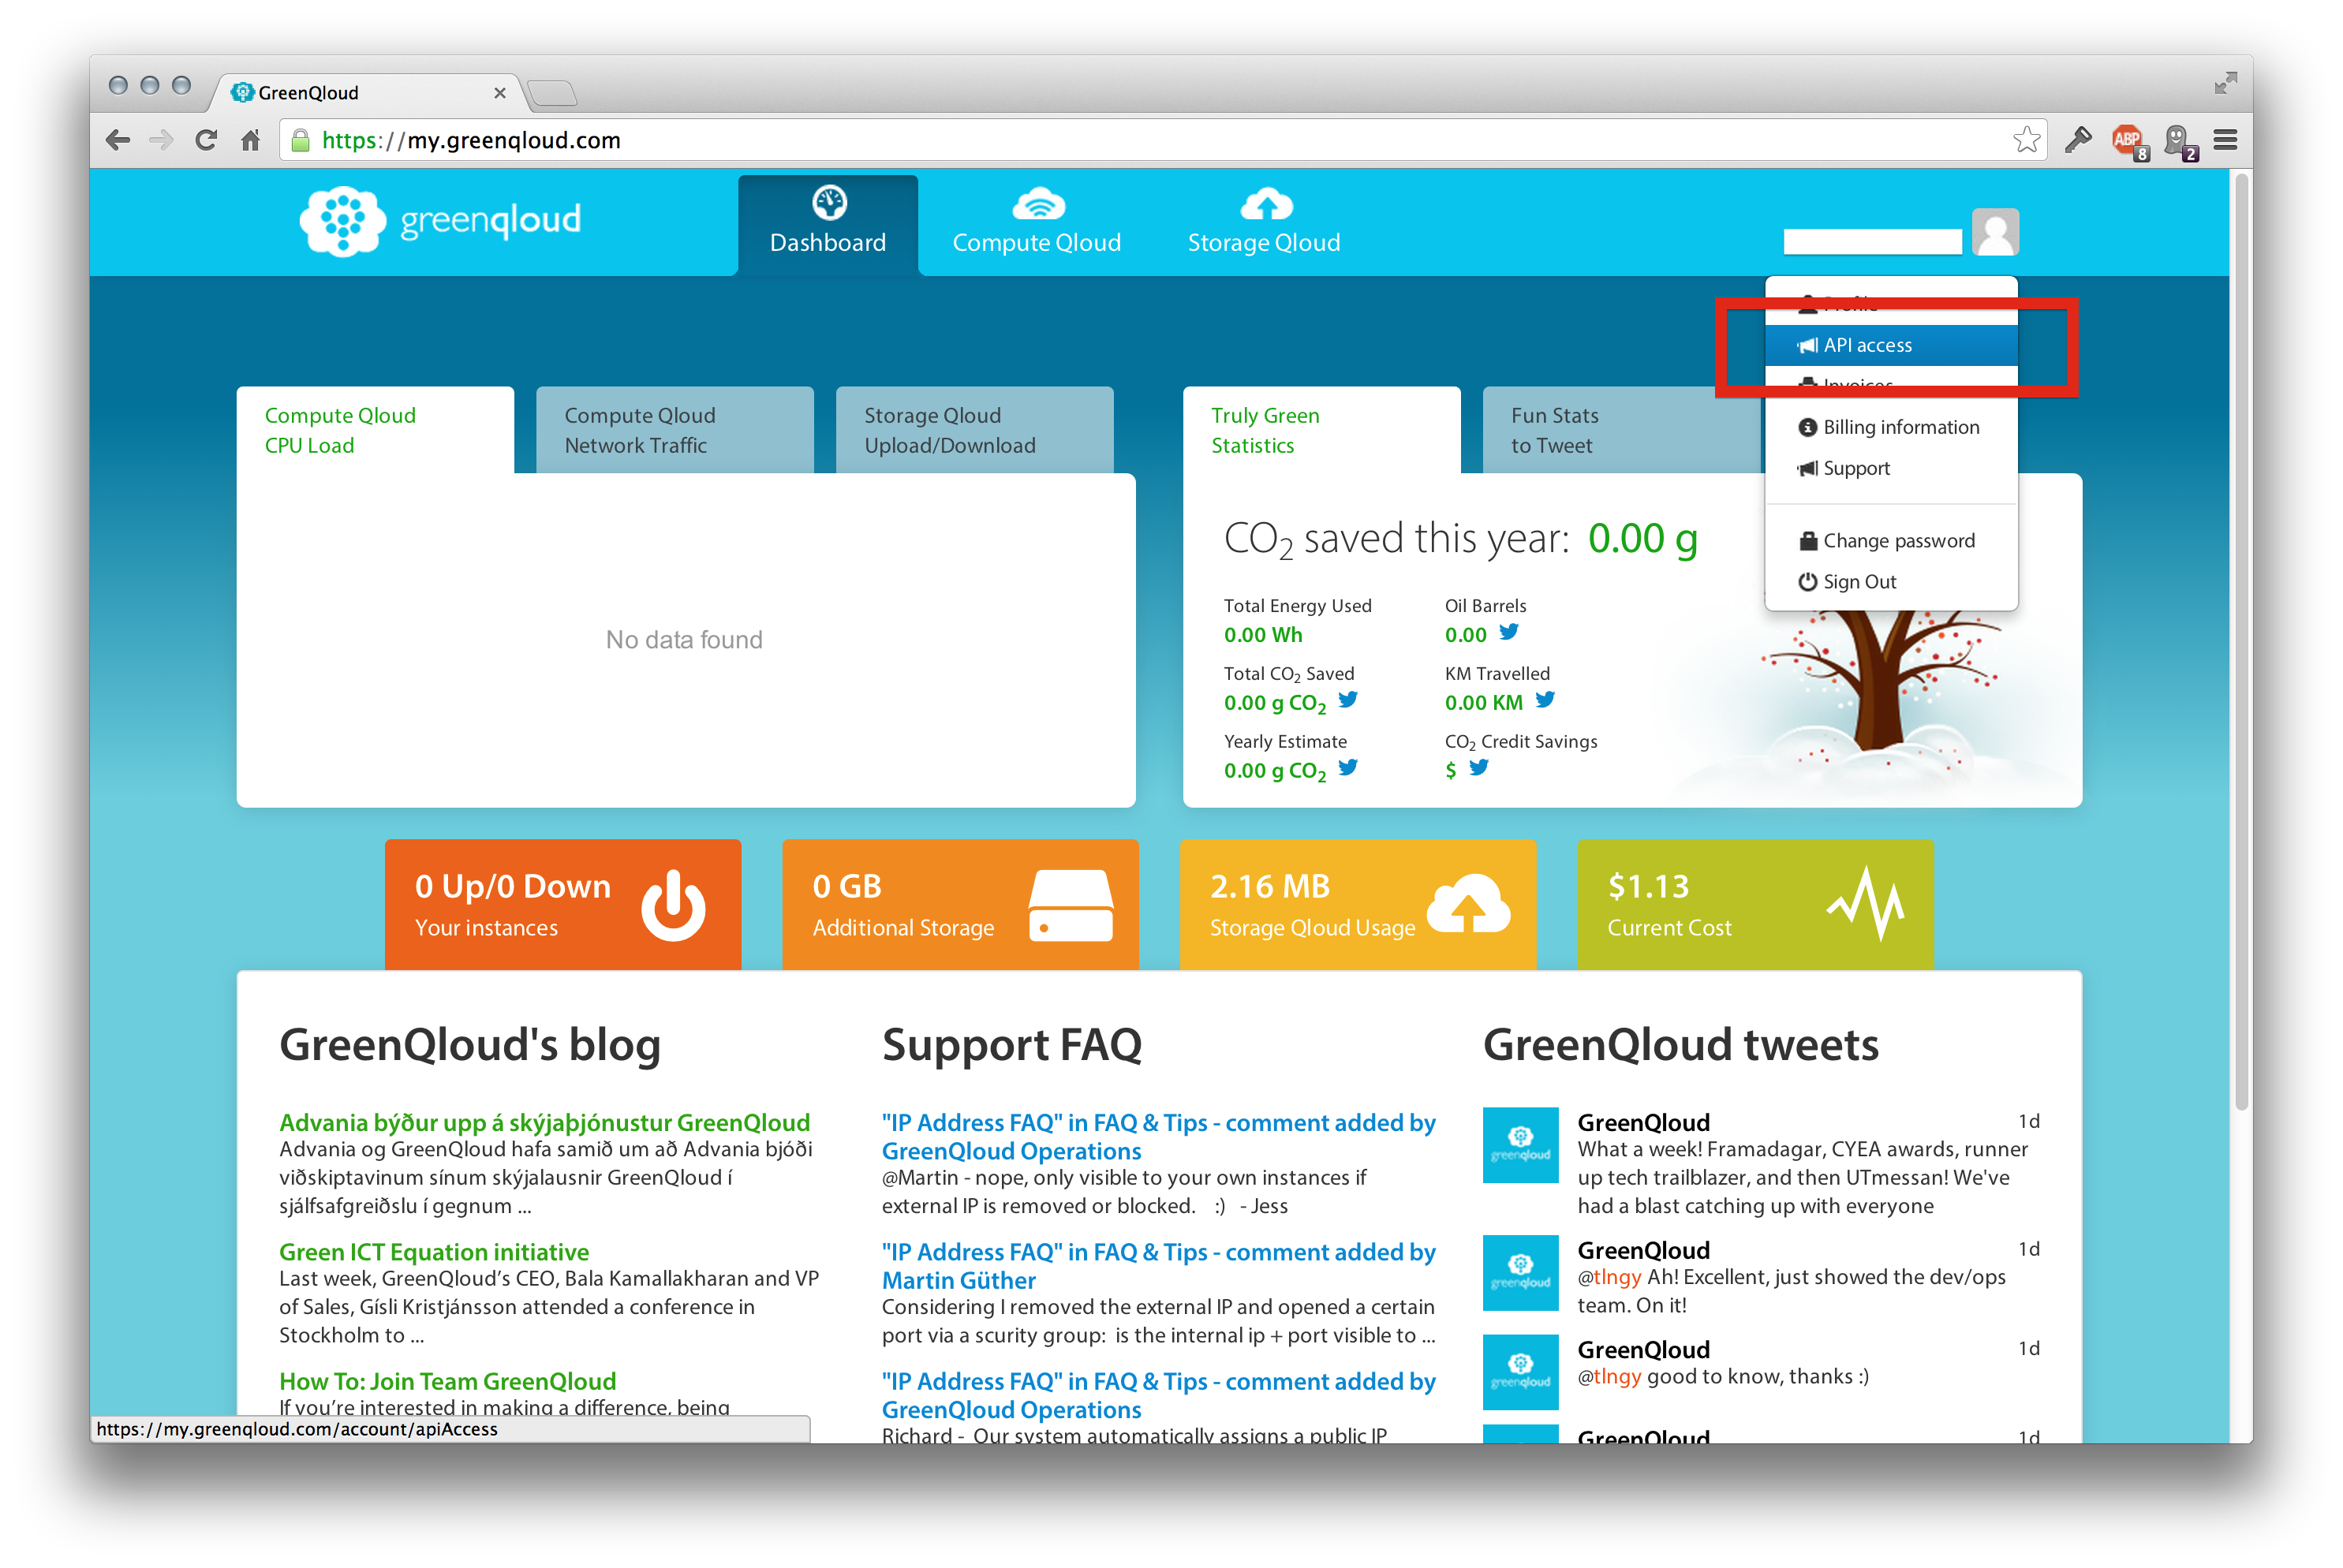 GreenQloud
https://my.greenqloud.com
ABP
8
2
greenqloud
Dashboard
Compute Qloud
Storage Qloud
Profile
API access
Invoices
Billing information
Support
Change password
Sign Out
Compute Qloud
CPU Load
Compute Qloud
Network Traffic
Storage Qloud
Upload/Download
No data found
Truly Green
Statistics
Fun Stats
to Tweet
CO2 saved this year: 0.00 g
Total Energy Used
0.00 Wh
Oil Barrels
0.00
Total CO2 Saved
0.00 g CO2
KM Travelled
0.00 KM
Yearly Estimate
0.00 g CO2
CO2 Credit Savings
$
0 Up/0 Down
Your instances
0 GB
Additional Storage
2.16 MB
Storage Qloud Usage
$1.13
Current Cost
GreenQloud's blog
Advania býður upp á skýjaþjónustur GreenQloud
Advania og GreenQloud hafa samið um að Advania bjóði
viðskiptavinum sínum skýjalausnir GreenQloud í
sjálfsafgreiðslu í gegnum ...
Green ICT Equation initiative
Last week, GreenQloud’s CEO, Bala Kamallakharan and VP
of Sales, Gísli Kristjánsson attended a conference in
Stockholm to ...
How To: Join Team GreenQloud
If you’re interested in making a difference, being
https://my.greenqloud.com/account/apiAccess
Support FAQ
"IP Address FAQ" in FAQ & Tips - comment added by
GreenQloud Operations
@Martin - nope, only visible to your own instances if
external IP is removed or blocked. :) - Jess
"IP Address FAQ" in FAQ & Tips - comment added by
Martin Güther
Considering I removed the external IP and opened a certain
port via a scurity group: is the internal ip + port visible to ...
"IP Address FAQ" in FAQ & Tips - comment added by
GreenQloud Operations
Richard - Our system automatically assigns a public IP
GreenQloud tweets
greenqloud
GreenQloud 1d
What a week! Framadagar, CYEA awards, runner
up tech trailblazer, and then UTmessan! We've
had a blast catching up with everyone
greenqloud
GreenQloud 1d
@tlngy Ah! Excellent, just showed the dev/ops
team. On it!
greenqloud
GreenQloud 1d
@tlngy good to know, thanks :)
GreenQloud 1d